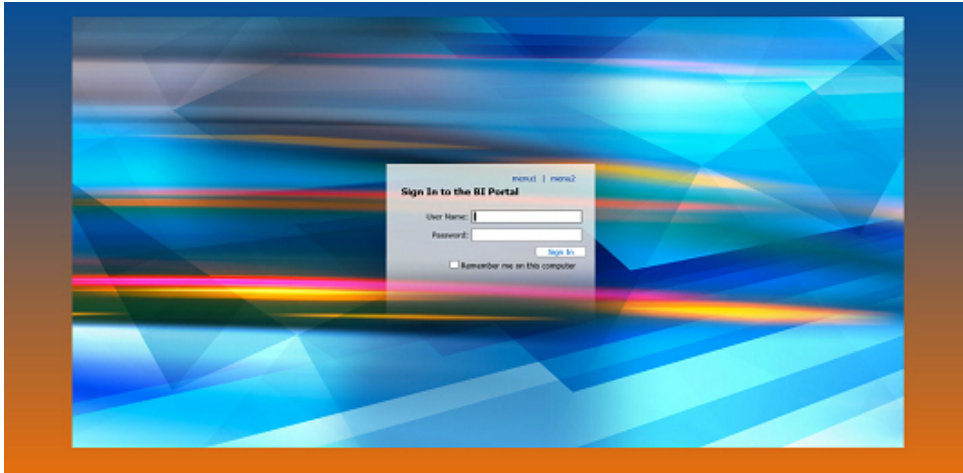 menu1 | menu2
Sign In to the BI Portal
User Name:
Password:
Sign In
Remember me on this computer